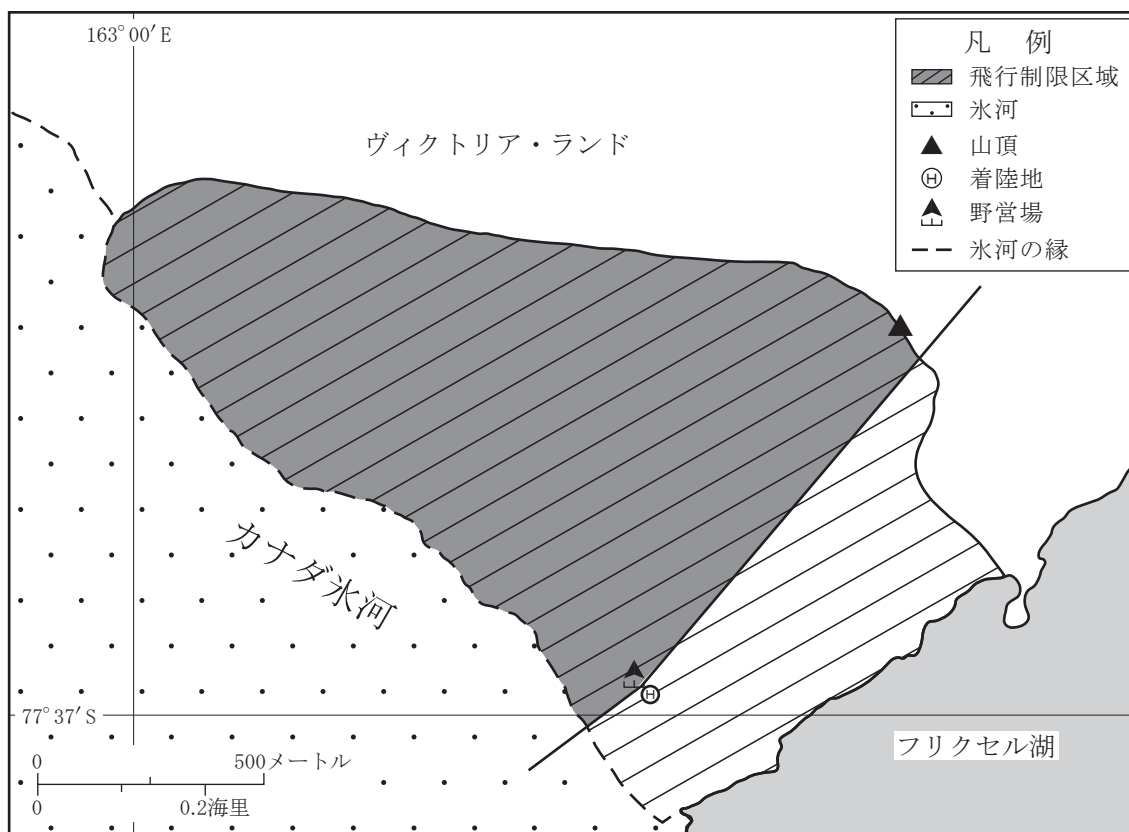 163°00′E
凡 例
飛行制限区域
氷河
山頂
H 着陸地
野営場
氷河の縁
ヴィクトリア・ランド
カナダ氷河
H
77°37′S
フリクセル湖
0 500メートル
0 0.2海里